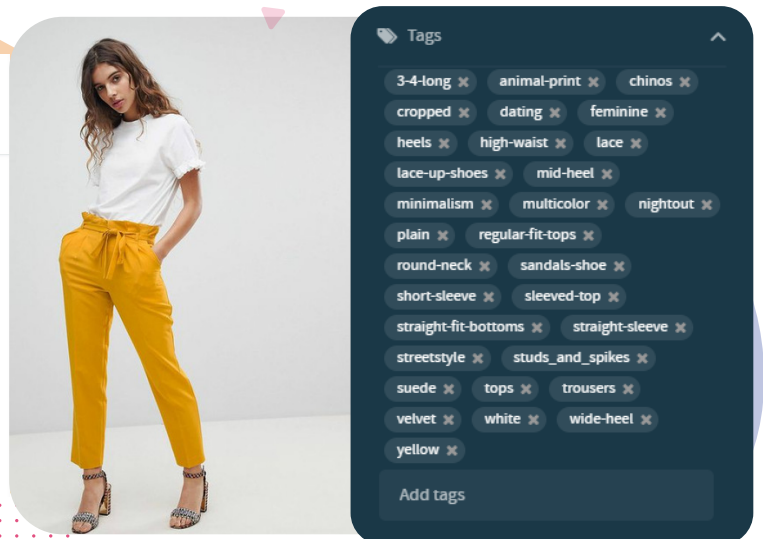 Tags
3-4-long × animal-print × chinos ×
cropped × dating × feminine ×
heels × high-waist × lace ×
lace-up-shoes × mid-heel ×
minimalism × multicolor × nightout ×
plain × regular-fit-tops ×
round-neck × sandals-shoe ×
short-sleeve × sleeved-top ×
straight-fit-bottoms × straight-sleeve ×
streetstyle × studs_and_spikes ×
suede × tops × trousers ×
velvet × white × wide-heel ×
yellow ×
Add tags